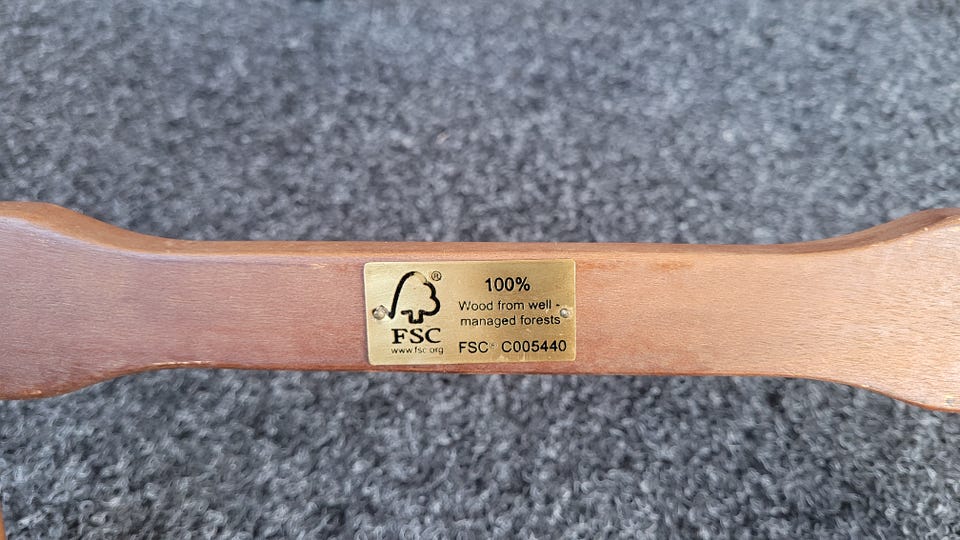 ®
FSC
www.fsc.org
100%
Wood from well -
managed forests
FSC® C005440